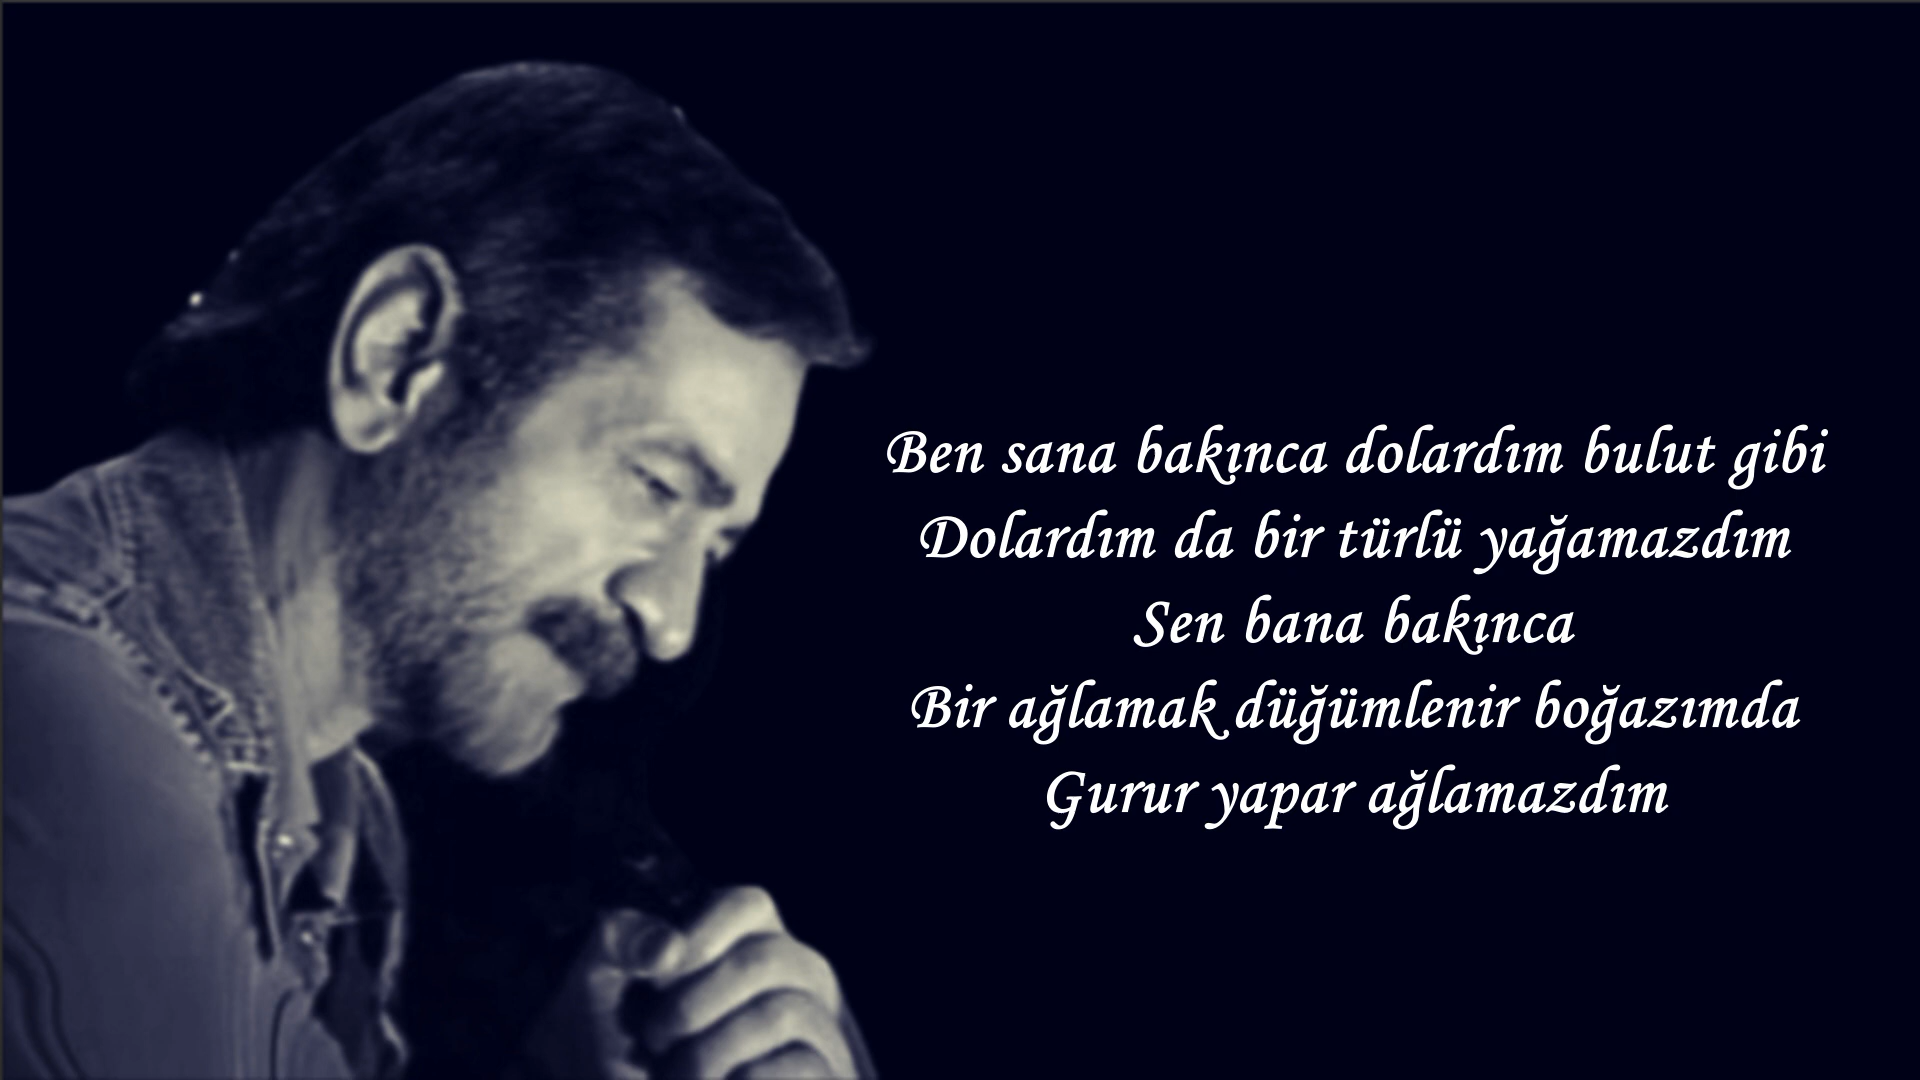 Ben sana bakınca dolardım bulut gibi
Dolardım da bir türlü yağamazdım
Sen bana bakınca
Bir ağlamak düğümlenir boğazımda
Gurur yapar ağlamazdım